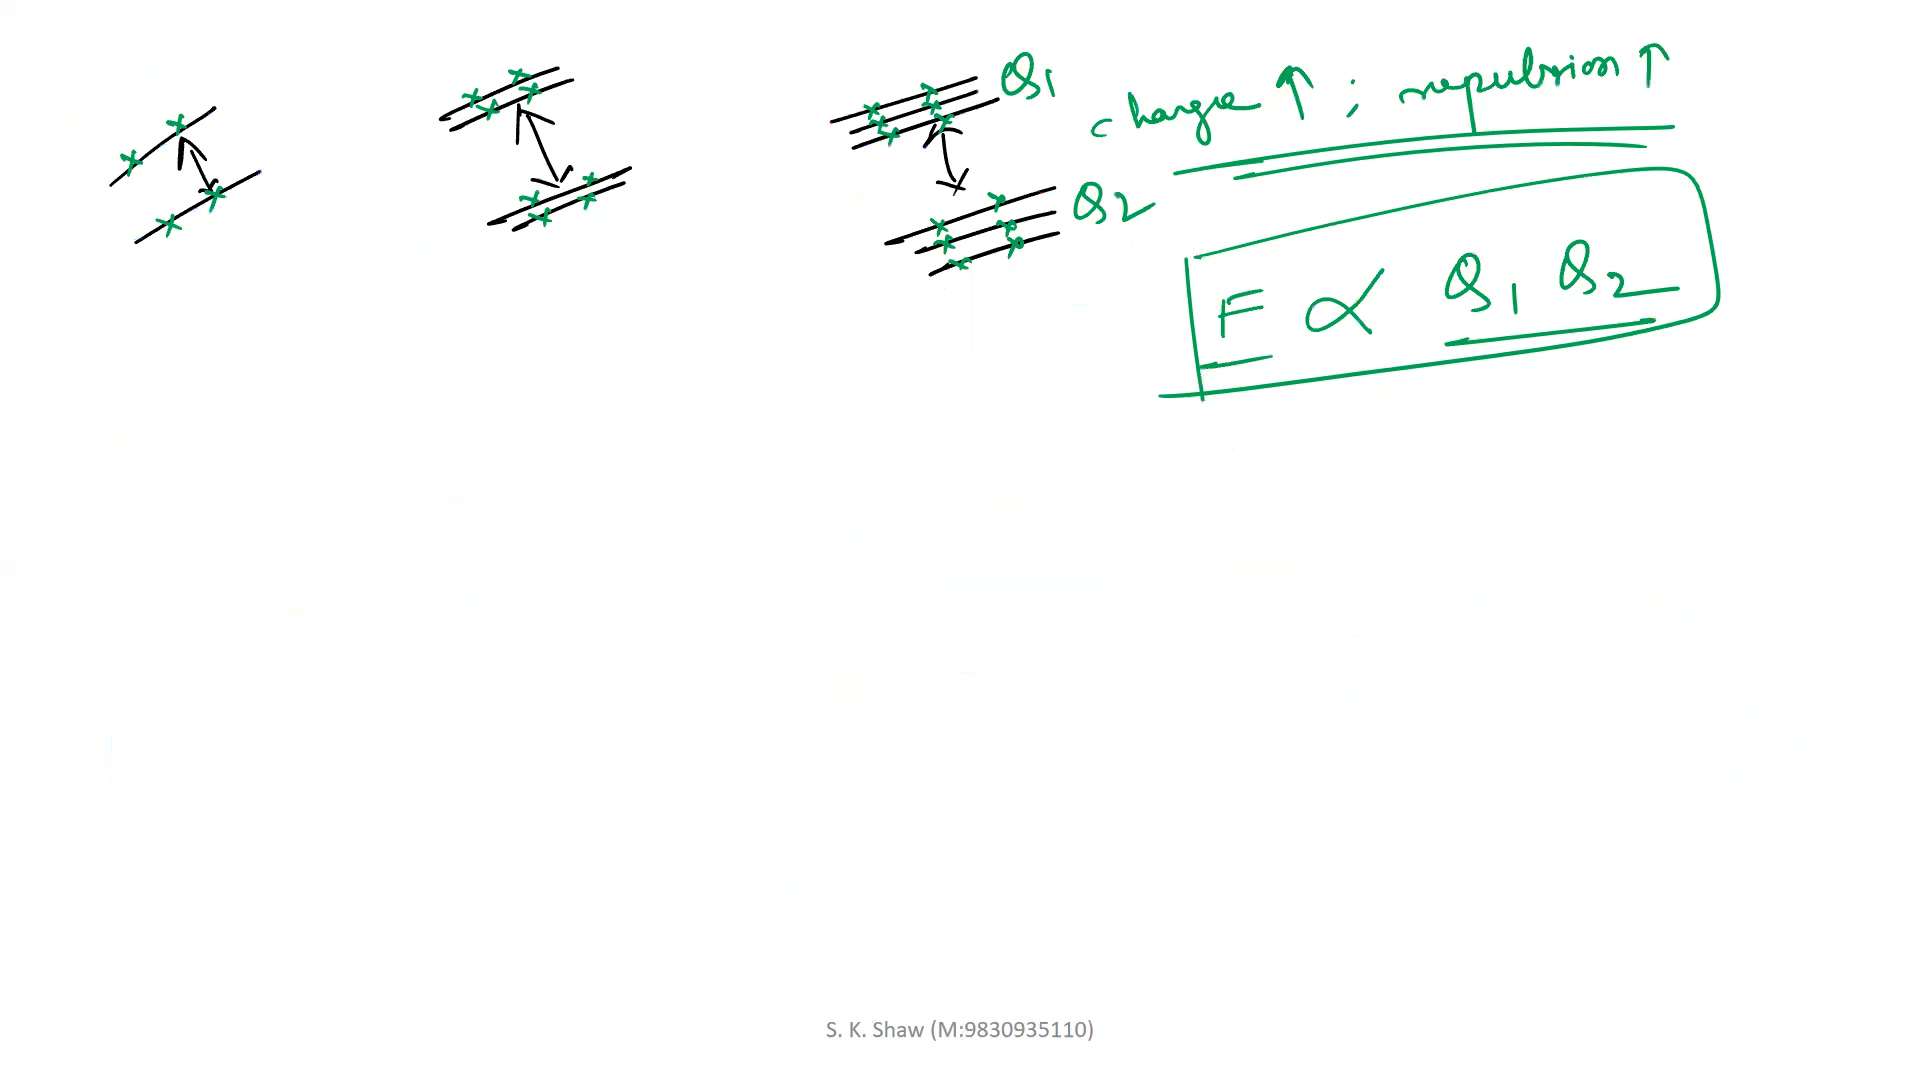 Q1
charge ↑ ; repulsion ↑
Q2
F ∝ Q1 Q2
S. K. Shaw (M:9830935110)